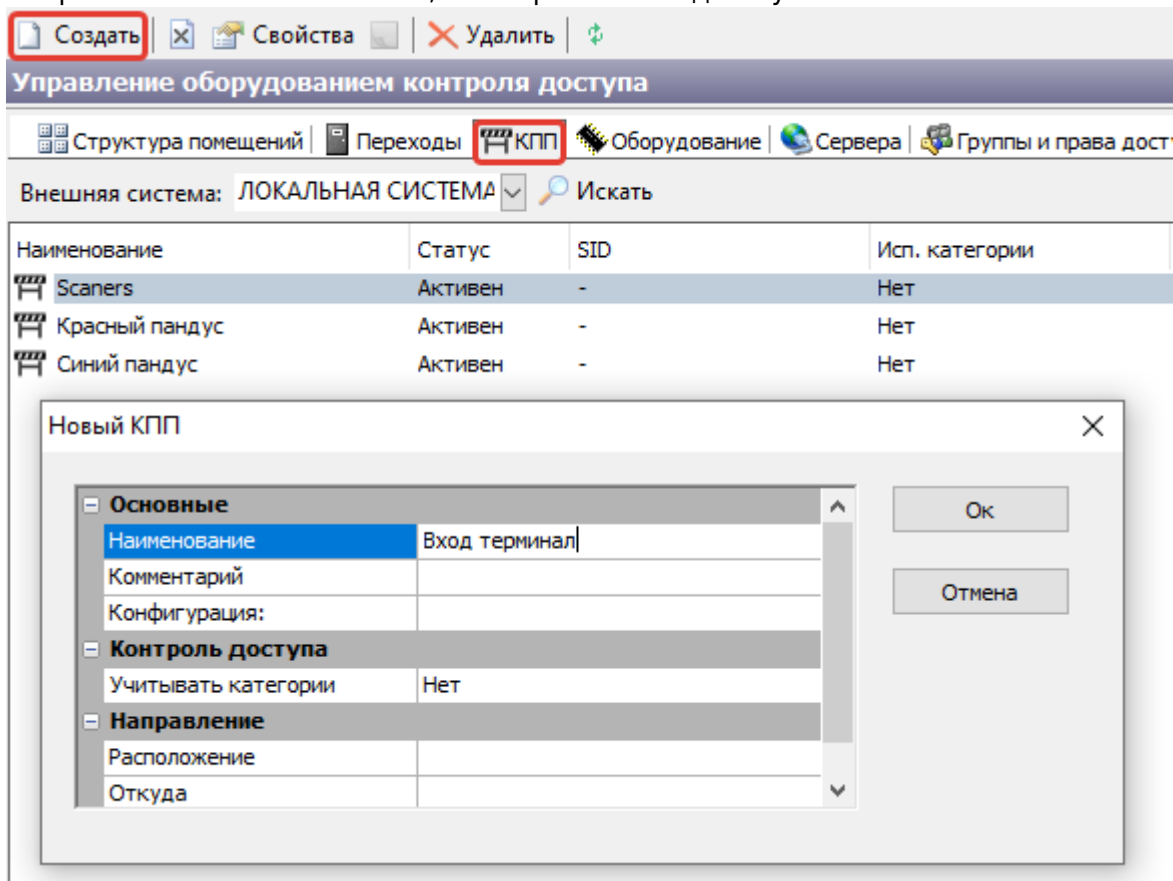 Создать Свойства Удалить
Управление оборудованием контроля доступа
Структура помещений Переходы КПП Оборудование Сервера Группы и права дост
Внешняя система: ЛОКАЛЬНАЯ СИСТЕМА Искать
Наименование Статус SID Исп. категории
Scaners Активен - Нет
Красный пандус Активен - Нет
Синий пандус Активен - Нет
Новый КПП
Основные
Ок
Наименование Вход терминал
Комментарий
Отмена
Конфигурация:
Контроль доступа
Учитывать категории Нет
Направление
Расположение
Откуда